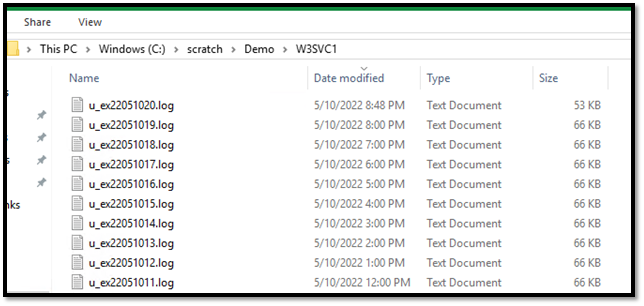 Share View
This PC > Windows (C:) > scratch > Demo > W3SVC1
Name Date modified Type Size
u_ex22051020.log 5/10/2022 8:48 PM Text Document 53 KB
u_ex22051019.log 5/10/2022 8:00 PM Text Document 66 KB
u_ex22051018.log 5/10/2022 7:00 PM Text Document 66 KB
u_ex22051017.log 5/10/2022 6:00 PM Text Document 66 KB
u_ex22051016.log 5/10/2022 5:00 PM Text Document 66 KB
u_ex22051015.log 5/10/2022 4:00 PM Text Document 66 KB
u_ex22051014.log 5/10/2022 3:00 PM Text Document 66 KB
nks
u_ex22051013.log 5/10/2022 2:00 PM Text Document 66 KB
u_ex22051012.log 5/10/2022 1:00 PM Text Document 66 KB
u_ex22051011.log 5/10/2022 12:00 PM Text Document 66 KB